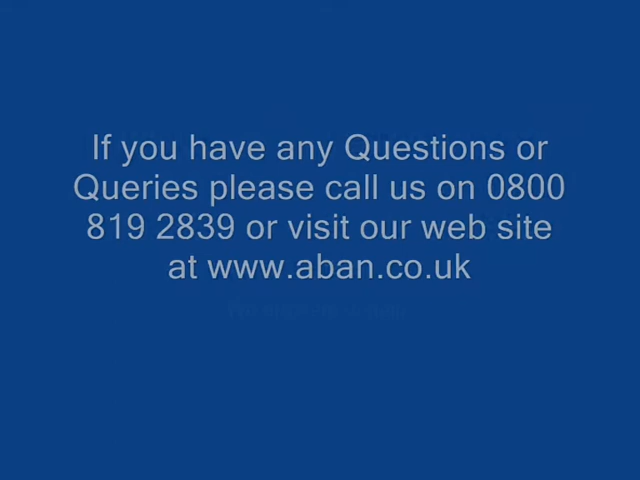 If you have any Questions or
Queries please call us on 0800
819 2839 or visit our web site
at www.aban.co.uk